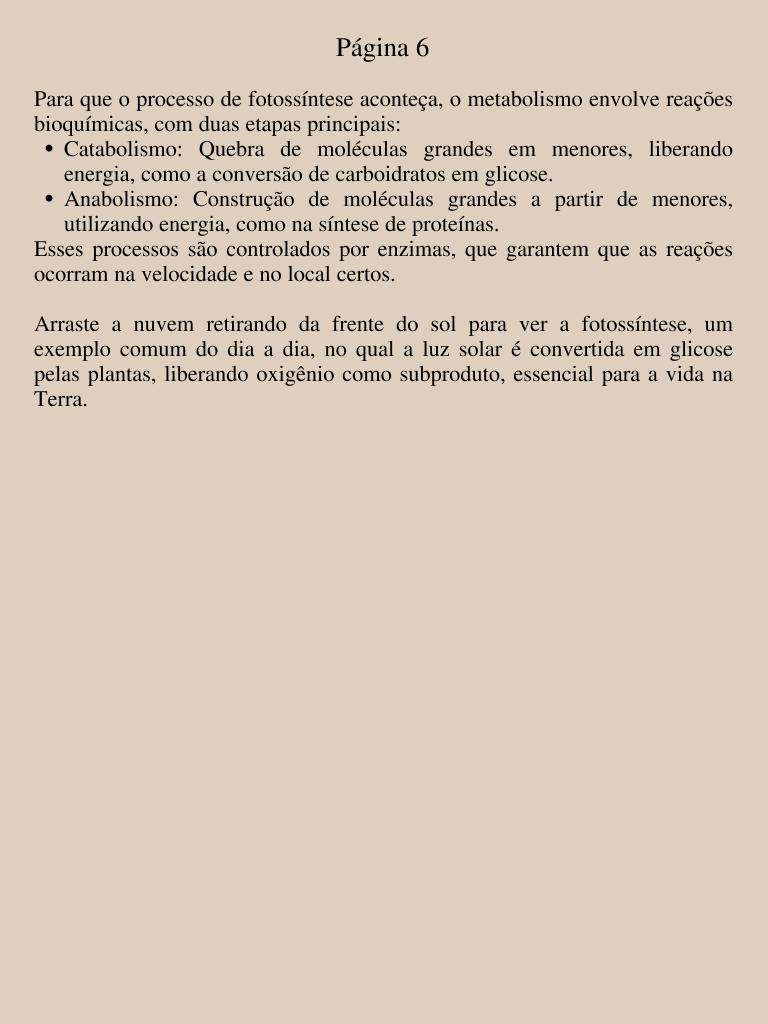 Página 6
Para que o processo de fotossíntese aconteça, o metabolismo envolve reações
bioquímicas, com duas etapas principais:
• Catabolismo: Quebra de moléculas grandes em menores, liberando
energia, como a conversão de carboidratos em glicose.
• Anabolismo: Construção de moléculas grandes a partir de menores,
utilizando energia, como na síntese de proteínas.
Esses processos são controlados por enzimas, que garantem que as reações
ocorram na velocidade e no local certos.
Arraste a nuvem retirando da frente do sol para ver a fotossíntese, um
exemplo comum do dia a dia, no qual a luz solar é convertida em glicose
pelas plantas, liberando oxigênio como subproduto, essencial para a vida na
Terra.